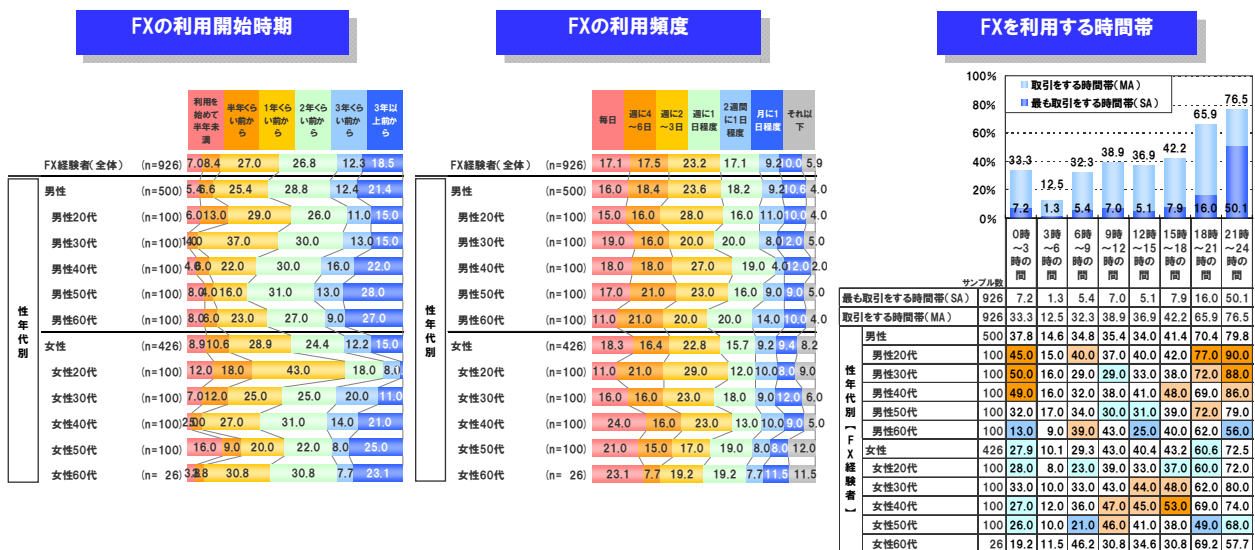 FXの利用開始時期
利用を始めて半年未満 半年くらい前から 1年くらい前から 2年くらい前から 3年くらい前から 3年以上前から
FX経験者(全体) (n=926) 7.0 8.4 27.0 26.8 12.3 18.5
性年代別
男性 (n=500) 5.4 6.6 25.4 28.8 12.4 21.4
男性20代 (n=100) 6.0 13.0 29.0 26.0 11.0 15.0
男性30代 (n=100) 37.0 30.0 13.0 15.0
男性40代 (n=100) 22.0 30.0 16.0 22.0
男性50代 (n=100) 8.0 4.0 16.0 31.0 13.0 28.0
男性60代 (n=100) 8.0 6.0 23.0 27.0 9.0 27.0
女性 (n=426) 8.9 10.6 28.9 24.4 12.2 15.0
女性20代 (n=100) 12.0 18.0 43.0 18.0 8.0
女性30代 (n=100) 7.0 12.0 25.0 25.0 20.0 11.0
女性40代 (n=100) 27.0 31.0 14.0 21.0
女性50代 (n=100) 16.0 9.0 20.0 22.0 8.0 25.0
女性60代 (n= 26) 30.8 30.8 7.7 23.1
FXの利用頻度
毎日 週に4～6日 週に2～3日 週に1日程度 2週間に1日程度 月に1日程度 それ以下
FX経験者(全体) (n=926) 17.1 17.5 23.2 17.1 9.2 10.0 5.9
性年代別
男性 (n=500) 16.0 18.4 23.6 18.2 9.2 10.6 4.0
男性20代 (n=100) 15.0 16.0 28.0 16.0 11.0 10.0 4.0
男性30代 (n=100) 19.0 16.0 20.0 20.0 8.0 12.0 5.0
男性40代 (n=100) 18.0 18.0 27.0 19.0 4.0 12.0 2.0
男性50代 (n=100) 17.0 21.0 23.0 16.0 9.0 9.0 5.0
男性60代 (n=100) 11.0 21.0 20.0 20.0 14.0 10.0 4.0
女性 (n=426) 18.3 16.4 22.8 15.7 9.2 9.4 8.2
女性20代 (n=100) 11.0 21.0 29.0 12.0 10.0 8.0 9.0
女性30代 (n=100) 16.0 16.0 23.0 18.0 9.0 12.0 6.0
女性40代 (n=100) 24.0 16.0 23.0 13.0 10.0 9.0 5.0
女性50代 (n=100) 21.0 15.0 17.0 19.0 8.0 8.0 12.0
女性60代 (n= 26) 23.1 7.7 19.2 19.2 7.7 11.5 11.5
FXを利用する時間帯
100%
80%
60%
40%
20%
0%
取引をする時間帯(MA)
最も取引をする時間帯(SA)
33.3 12.5 32.3 38.9 36.9 42.2 65.9 76.5
7.2 1.3 5.4 7.0 5.1 7.9 16.0 50.1
0時～3時の間 3時～6時の間 6時～9時の間 9時～12時の間 12時～15時の間 15時～18時の間 18時～21時の間 21時～24時の間
サンプル数
最も取引をする時間帯(SA) 926 7.2 1.3 5.4 7.0 5.1 7.9 16.0 50.1
取引をする時間帯(MA) 926 33.3 12.5 32.3 38.9 36.9 42.2 65.9 76.5
性年代別【FX経験者】
男性 500 37.8 14.6 34.8 35.4 34.0 41.4 70.4 79.8
男性20代 100 45.0 15.0 40.0 37.0 40.0 42.0 77.0 90.0
男性30代 100 50.0 16.0 29.0 29.0 33.0 38.0 72.0 88.0
男性40代 100 49.0 16.0 32.0 38.0 41.0 48.0 69.0 86.0
男性50代 100 32.0 17.0 34.0 30.0 31.0 39.0 72.0 79.0
男性60代 100 13.0 9.0 39.0 43.0 25.0 40.0 62.0 56.0
女性 426 27.9 10.1 29.3 43.0 40.4 43.2 60.6 72.5
女性20代 100 28.0 8.0 23.0 39.0 33.0 37.0 60.0 72.0
女性30代 100 33.0 10.0 33.0 43.0 44.0 48.0 62.0 80.0
女性40代 100 27.0 12.0 36.0 47.0 45.0 53.0 69.0 74.0
女性50代 100 26.0 10.0 21.0 46.0 41.0 38.0 49.0 68.0
女性60代 26 19.2 11.5 46.2 30.8 34.6 30.8 69.2 57.7